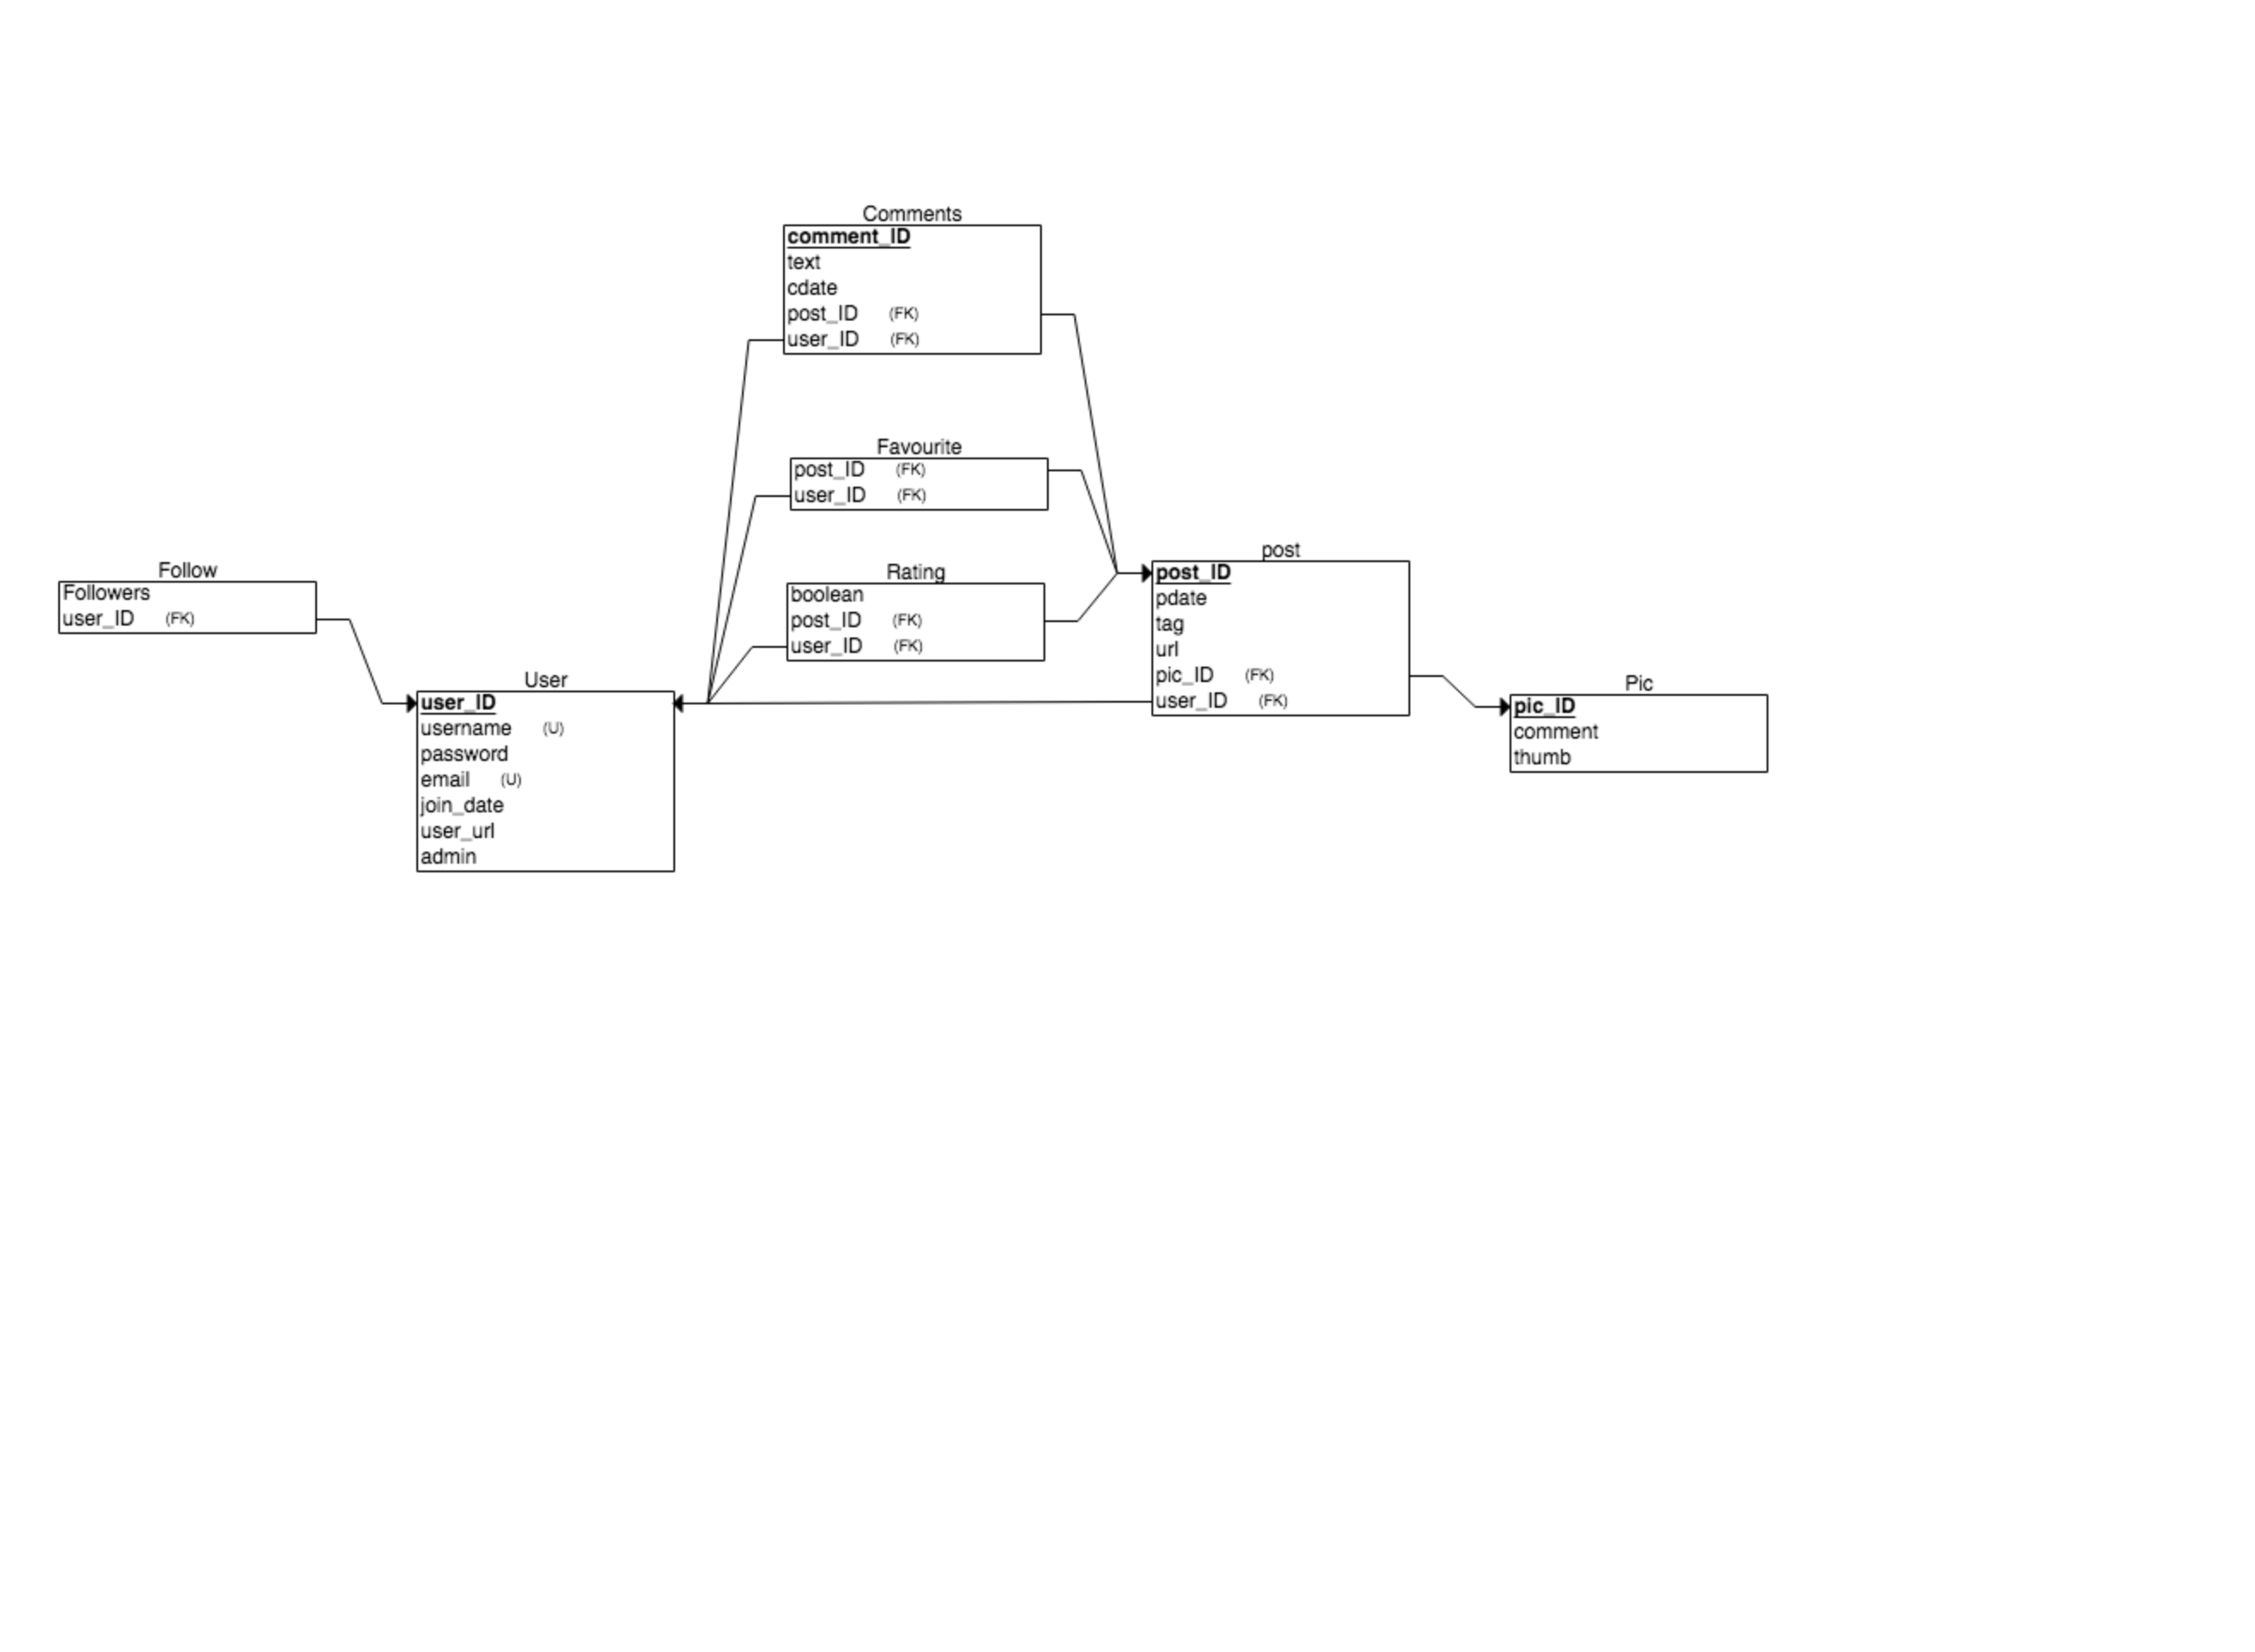 Comments
comment_ID
text
cdate
post_ID (FK)
user_ID (FK)
Favourite
post_ID (FK)
user_ID (FK)
Follow
Followers
user_ID (FK)
Rating
boolean
post_ID (FK)
user_ID (FK)
post
post_ID
pdate
tag
url
pic_ID (FK)
user_ID (FK)
User
user_ID
username (U)
password
email (U)
join_date
user_url
admin
Pic
pic_ID
comment
thumb